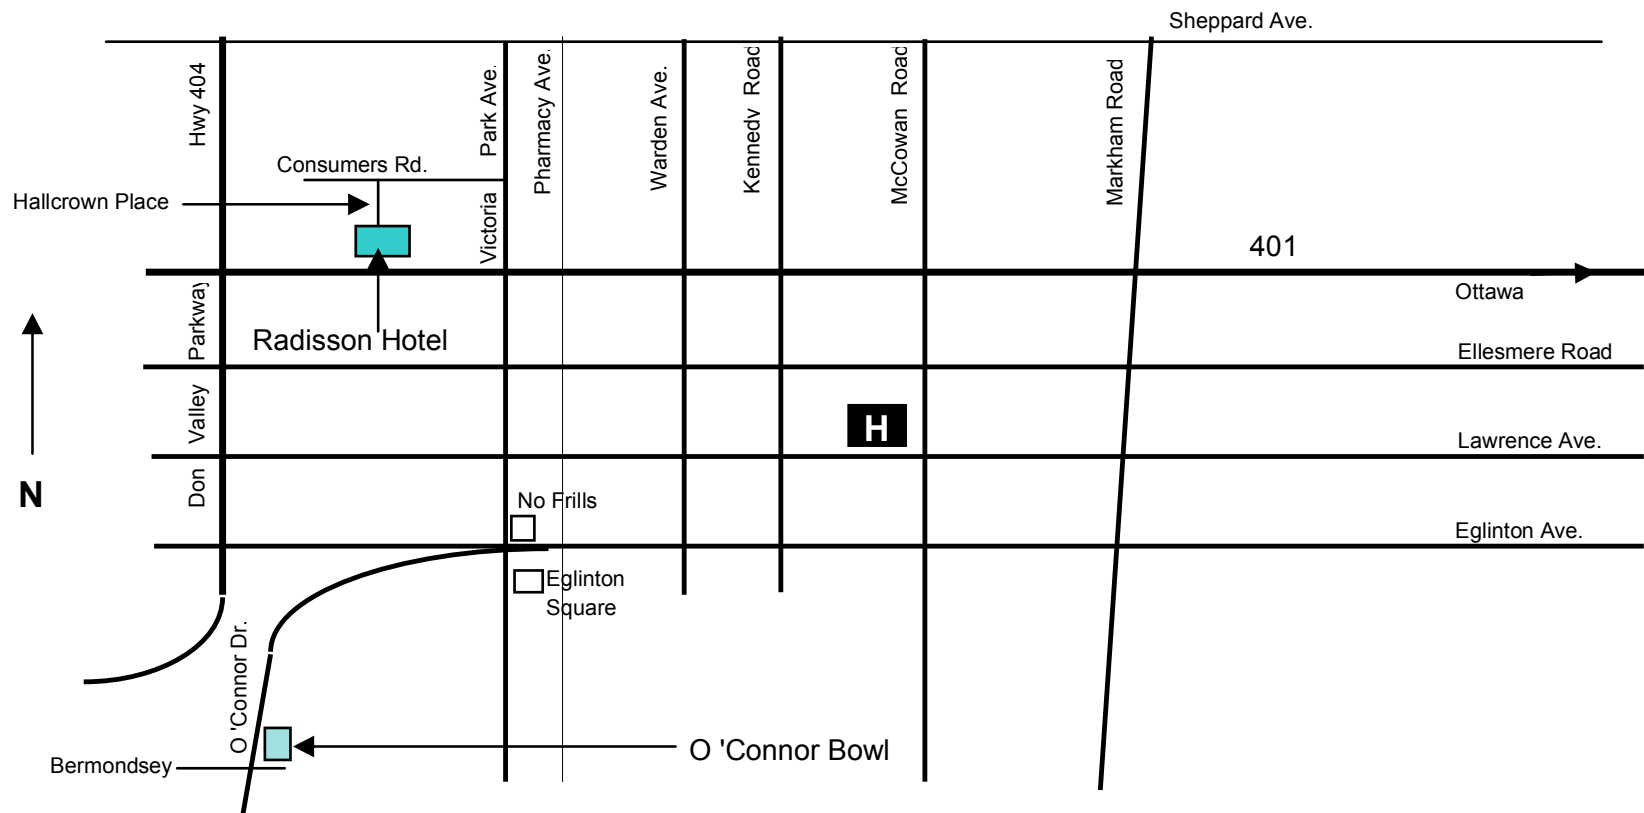 Sheppard Ave.
Hwy 404
Victoria Park Ave.
Pharmacy Ave.
Warden Ave.
Kennedy Road
McCowan Road
Markham Road
Consumers Rd.
Hallcrown Place
401
Ottawa
Don Valley Parkway
Radisson Hotel
Ellesmere Road
H
Lawrence Ave.
N
No Frills
Eglinton Ave.
Eglinton
Square
O 'Connor Dr.
O 'Connor Bowl
Bermondsey